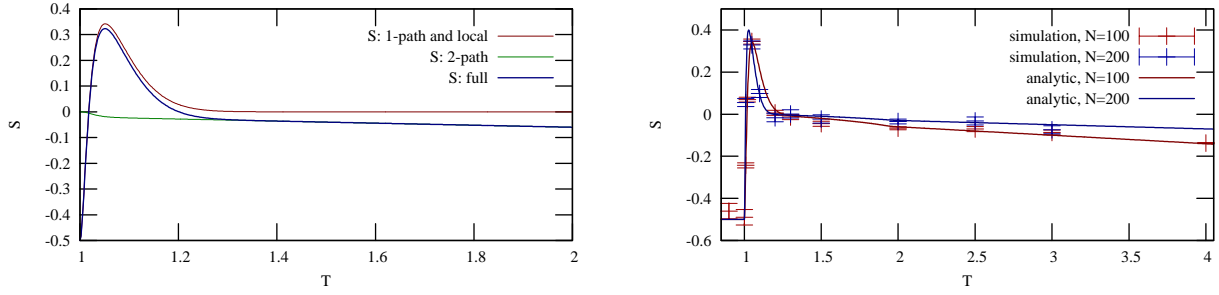 0.4
0.3
0.2
0.1
0
-0.1
-0.2
-0.3
-0.4
-0.5
S
S: 1-path and local
S: 2-path
S: full
1 1.2 1.4 1.6 1.8 2
T
0.4
0.2
0
-0.2
-0.4
-0.6
S
simulation, N=100
simulation, N=200
analytic, N=100
analytic, N=200
1 1.5 2 2.5 3 3.5 4
T